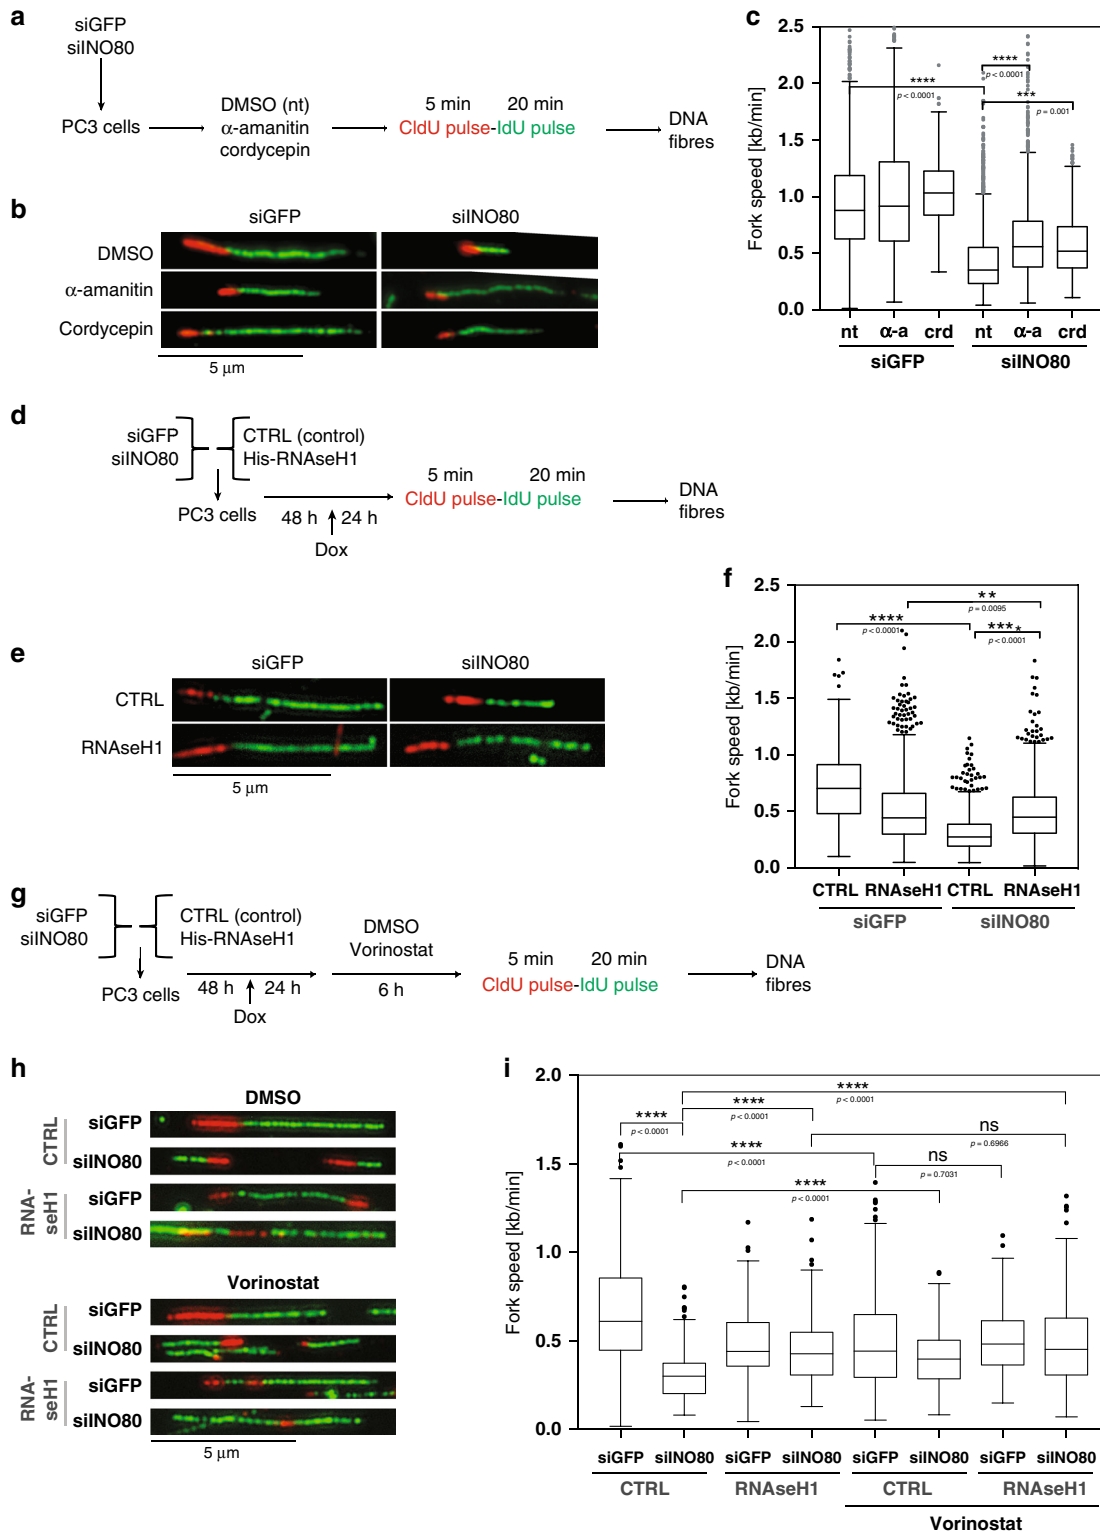 a
siGFP
siINO80
PC3 cells
DMSO (nt)
α-amanitin
cordycepin
5 min 20 min
CldU pulse-IdU pulse
DNA
fibres
b
siGFP siINO80
DMSO
α-amanitin
Cordycepin
5 μm
c
Fork speed [kb/min]
2.5
2.0
1.5
1.0
0.5
0.0
****
p < 0.0001
****
p < 0.0001
***
p = 0.001
nt α-a crd nt α-a crd
siGFP siINO80
d
siGFP
siINO80
CTRL (control)
His-RNAseH1
PC3 cells
48 h 24 h
Dox
5 min 20 min
CldU pulse-IdU pulse
DNA
fibres
e
siGFP siINO80
CTRL
RNAseH1
5 μm
f
Fork speed [kb/min]
2.5
2.0
1.5
1.0
0.5
0.0
**
p = 0.0095
****
p < 0.0001
****
p < 0.0001
CTRL RNAseH1 CTRL RNAseH1
siGFP siINO80
g
siGFP
siINO80
CTRL (control)
His-RNAseH1
PC3 cells
48 h 24 h
Dox
DMSO
Vorinostat
6 h
5 min 20 min
CldU pulse-IdU pulse
DNA
fibres
h
DMSO
CTRL
siGFP
siINO80
RNA-
seH1
siGFP
siINO80
Vorinostat
CTRL
siGFP
siINO80
RNA-
seH1
siGFP
siINO80
5 μm
i
Fork speed [kb/min]
2.0
1.5
1.0
0.5
0.0
****
p < 0.0001
****
p < 0.0001
****
p < 0.0001
ns
p = 0.6966
****
p < 0.0001
ns
p = 0.7031
****
p < 0.0001
siGFP siINO80 siGFP siINO80 siGFP siINO80 siGFP siINO80
CTRL RNAseH1 CTRL RNAseH1
Vorinostat